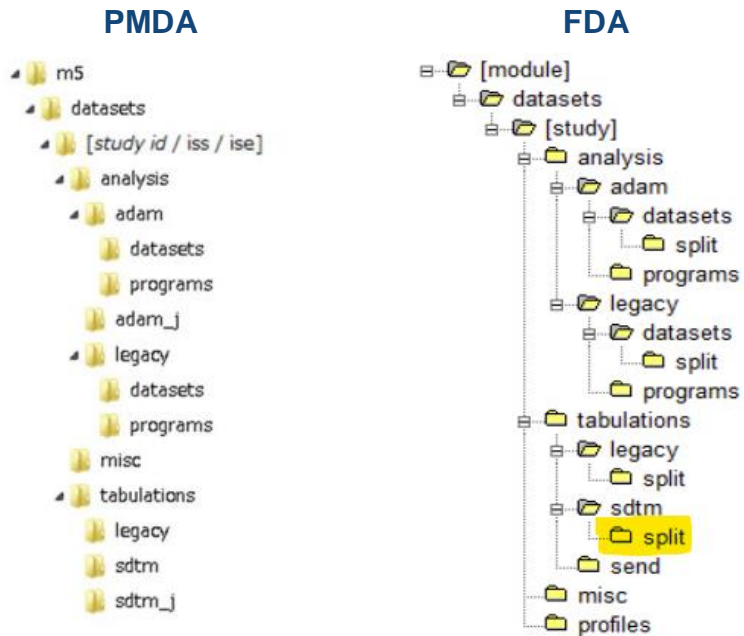 PMDA
m5
datasets
[study id / iss / ise]
analysis
adam
datasets
programs
adam_j
legacy
datasets
programs
misc
tabulations
legacy
sdtm
sdtm_j
FDA
[module]
datasets
[study]
analysis
adam
datasets
split
programs
legacy
datasets
split
programs
tabulations
legacy
split
sdtm
split
send
misc
profiles